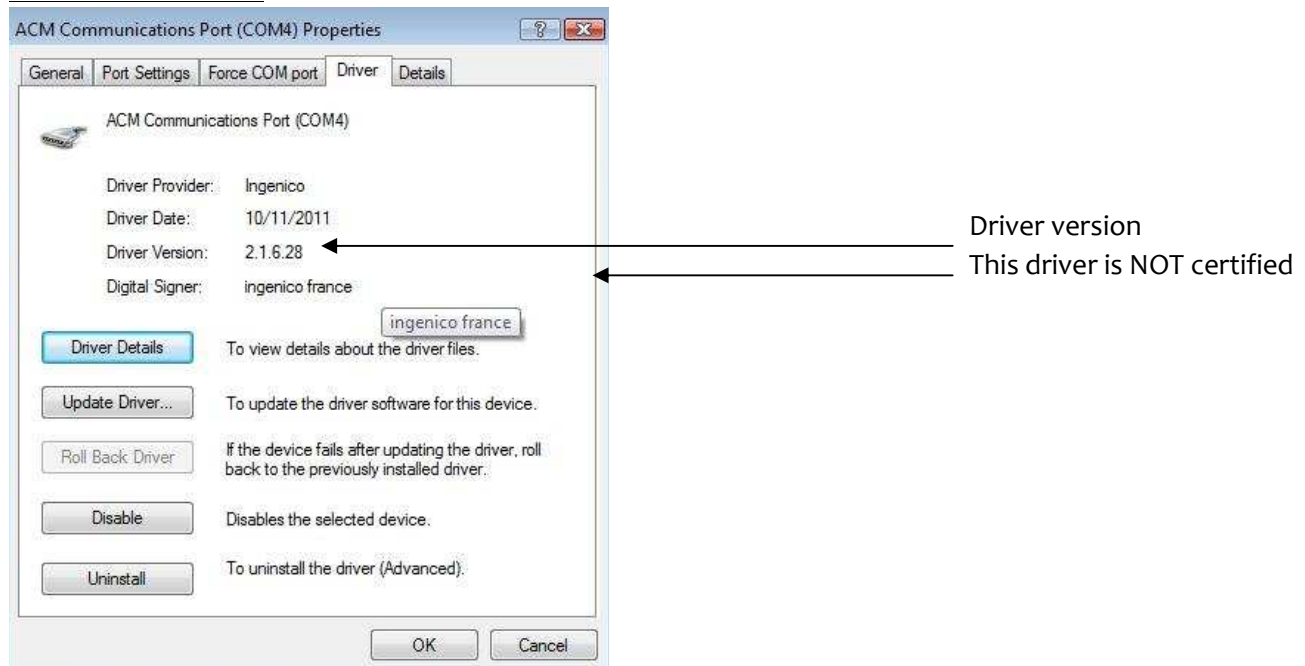 ACM Communications Port (COM4) Properties
General Port Settings Force COM port Driver Details
ACM Communications Port (COM4)
Driver Provider: Ingenico
Driver Date: 10/11/2011
Driver Version: 2.1.6.28
Digital Signer: ingenico france
ingenico france
Driver Details To view details about the driver files.
Update Driver... To update the driver software for this device.
Roll Back Driver If the device fails after updating the driver, roll
back to the previously installed driver.
Disable Disables the selected device.
Uninstall To uninstall the driver (Advanced).
OK Cancel
Driver version
This driver is NOT certified